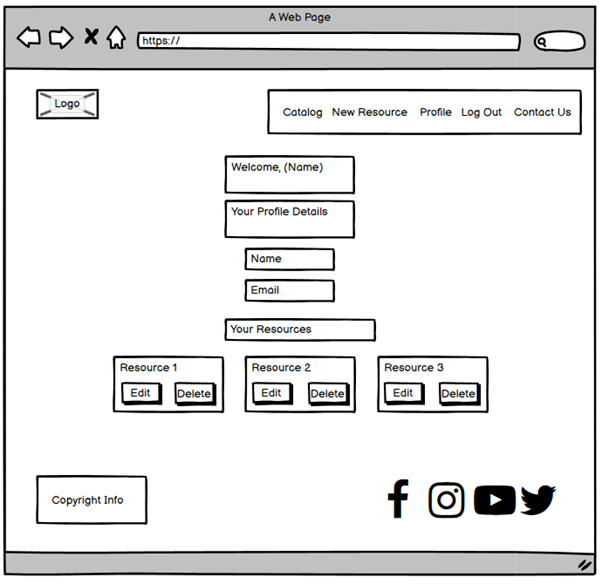 A Web Page
https://
Logo
Catalog New Resource Profile Log Out Contact Us
Welcome, (Name)
Your Profile Details
Name
Email
Your Resources
Resource 1 Resource 2 Resource 3
Edit Delete Edit Delete Edit Delete
Copyright Info